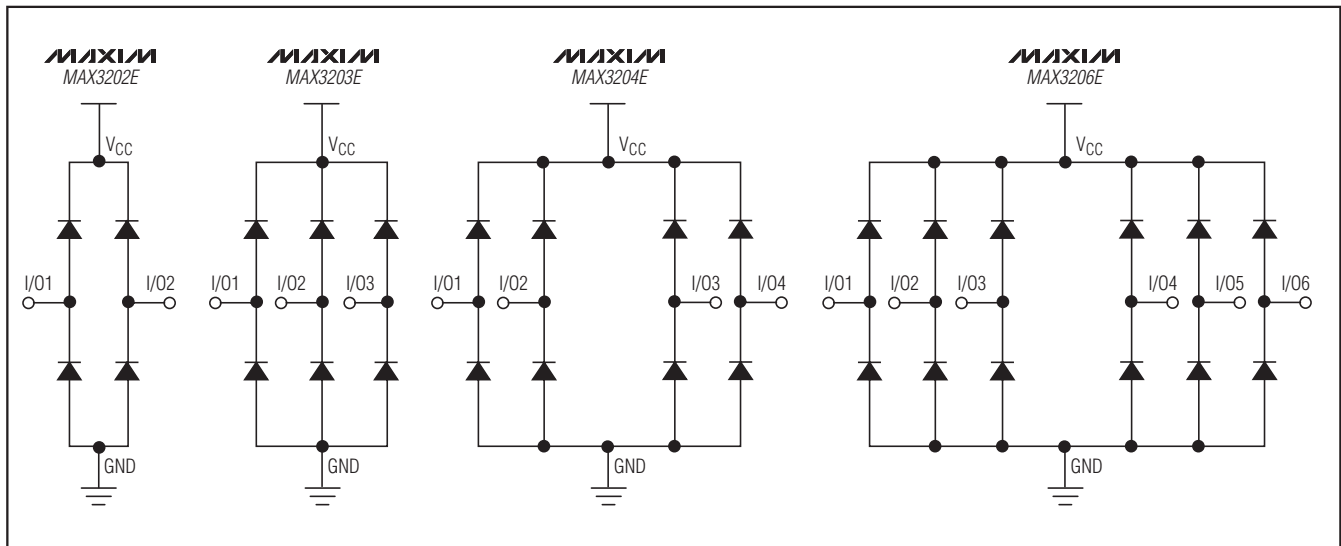 MAXIM MAXIM MAXIM MAXIM
MAX3202E MAX3203E MAX3204E MAX3206E
VCC VCC VCC VCC
I/O1 I/O2 I/O1 I/O2 I/O3 I/O1 I/O2 I/O3 I/O4 I/O1 I/O2 I/O3 I/O4 I/O5 I/O6
GND GND GND GND